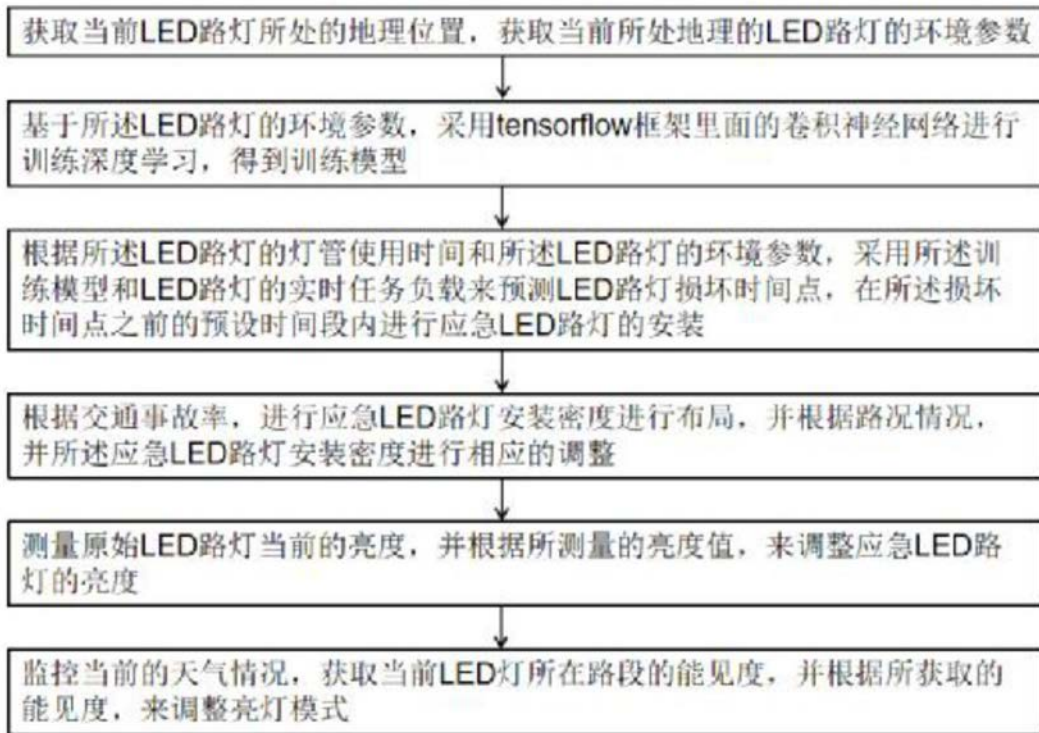 获取当前LED路灯所处的地理位置，获取当前所处地理的LED路灯的环境参数
基于所述LED路灯的环境参数，采用tensorflow框架里面的卷积神经网络进行
训练深度学习，得到训练模型
根据所述LED路灯的灯管使用时间和所述LED路灯的环境参数，采用所述训
练模型和LED路灯的实时任务负载来预测LED路灯损坏时间点，在所述损坏
时间点之前的预设时间段内进行应急LED路灯的安装
根据交通事故率，进行应急LED路灯安装密度进行布局，并根据路况情况，
并所述应急LED路灯安装密度进行相应的调整
测量原始LED路灯当前的亮度，并根据所测量的亮度值，来调整应急LED路
灯的亮度
监控当前的天气情况，获取当前LED灯所在路段的能见度，并根据所获取的
能见度，来调整亮灯模式